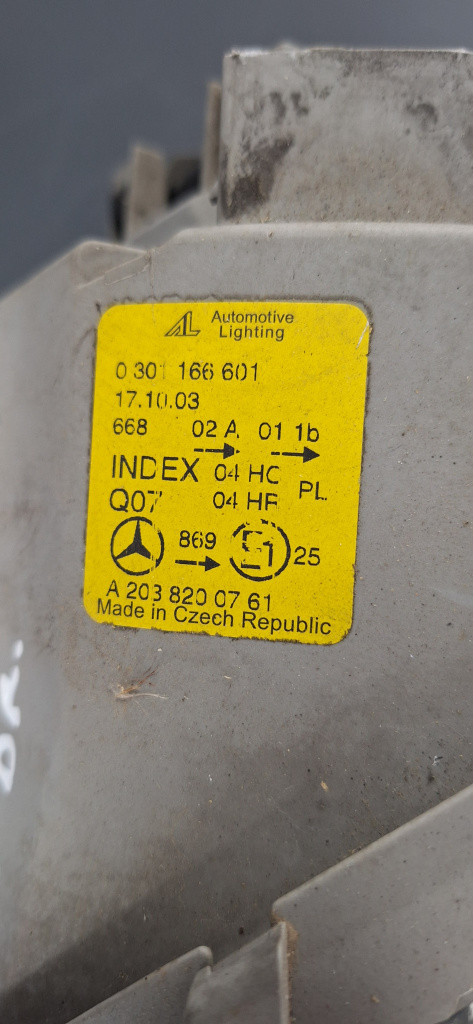 AL Automotive
Lighting
0 301 166 601
17.10.03
668 02 A 01 1b
INDEX 04 HC PL
Q07 04 HR
869 E1 25
A 203 820 07 61
Made in Czech Republic